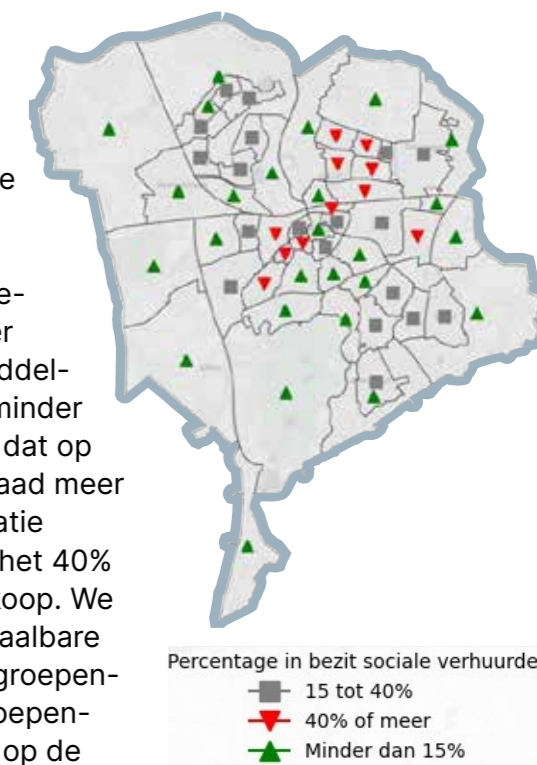 e
e-
er
ddel-
minder
dat op
aad meer
atie
het 40%
koop. We
aalbare
groepen-
oepen-
op de
Percentage in bezit sociale verhuurde
15 tot 40%
40% of meer
Minder dan 15%